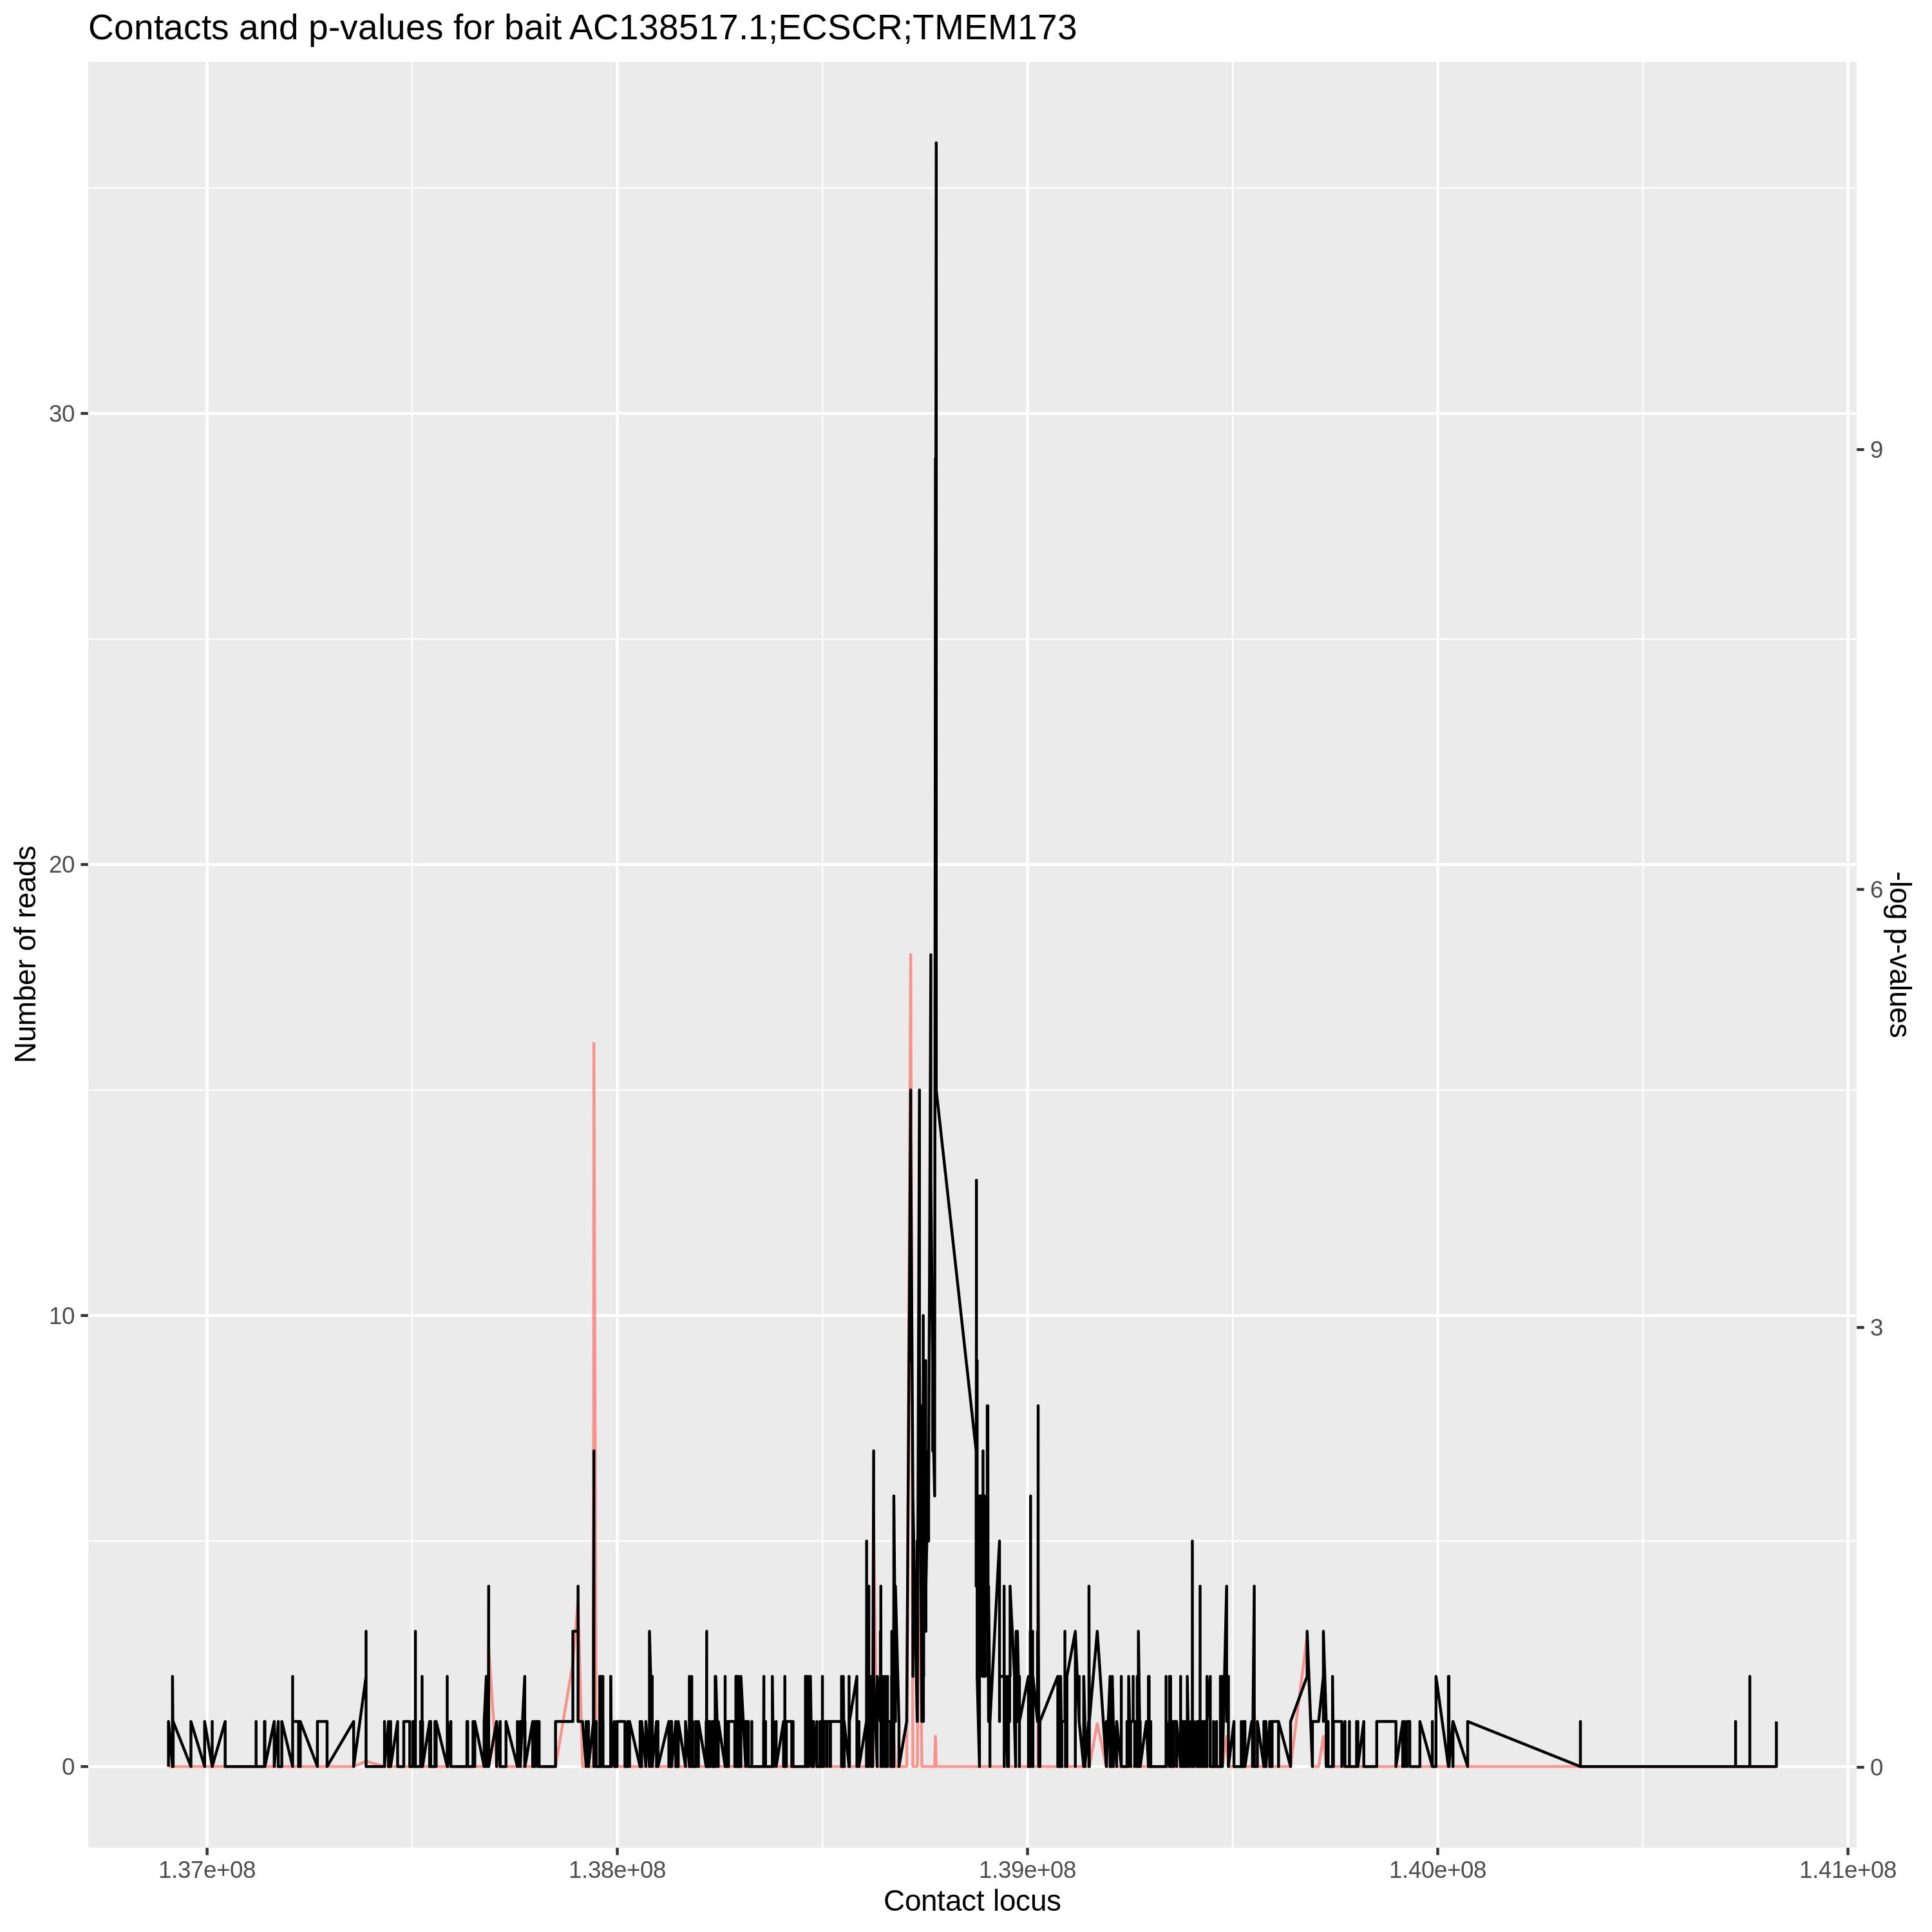 Contacts and p-values for bait AC138517.1;ECSCR;TMEM173
30
20
10
0
Number of reads
9
6
3
0
-log p-values
1.37e+08
1.38e+08
1.39e+08
1.40e+08
1.41e+08
Contact locus